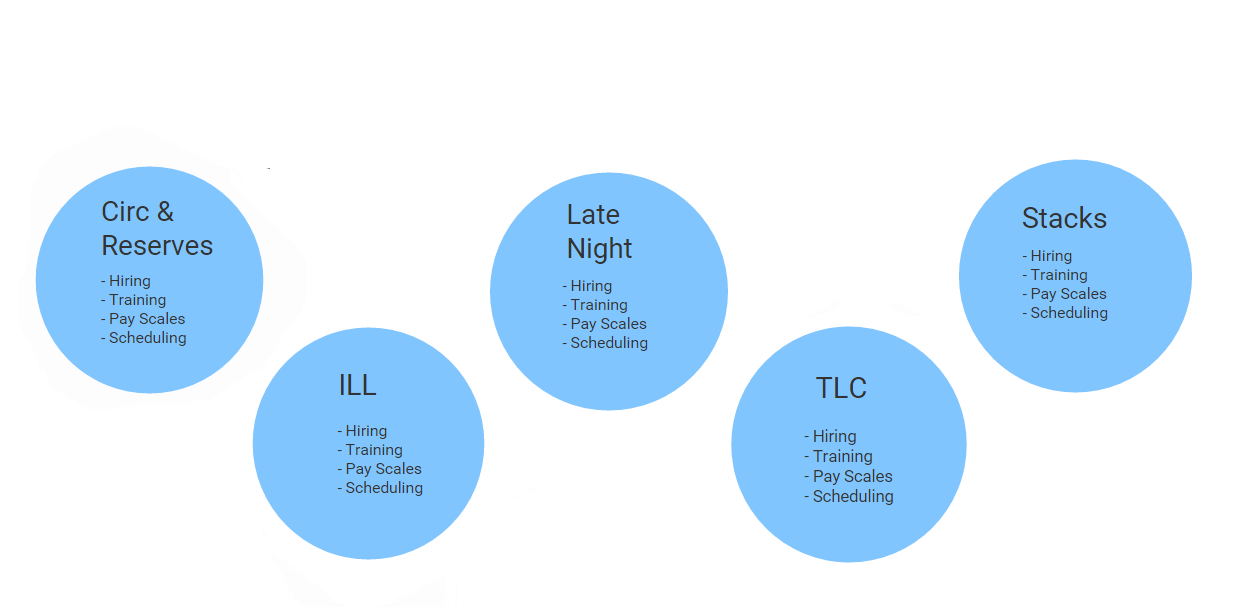 Circ &
Reserves
- Hiring
- Training
- Pay Scales
- Scheduling
ILL
- Hiring
- Training
- Pay Scales
- Scheduling
Late
Night
- Hiring
- Training
- Pay Scales
- Scheduling
TLC
- Hiring
- Training
- Pay Scales
- Scheduling
Stacks
- Hiring
- Training
- Pay Scales
- Scheduling